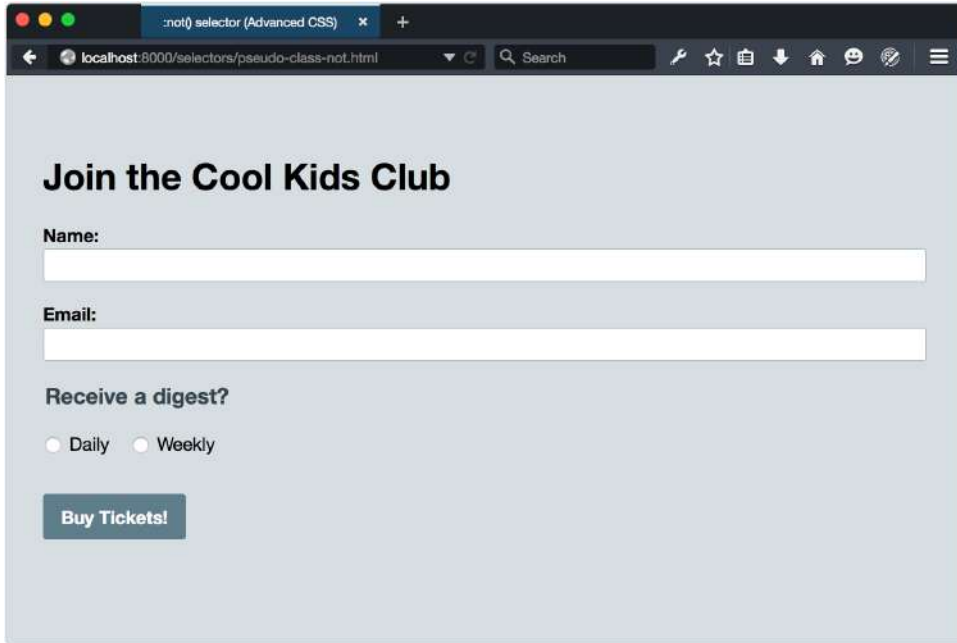 :not() selector (Advanced CSS)
localhost:8000/selectors/pseudo-class-not.html
Search
Join the Cool Kids Club
Name:
Email:
Receive a digest?
Daily Weekly
Buy Tickets!